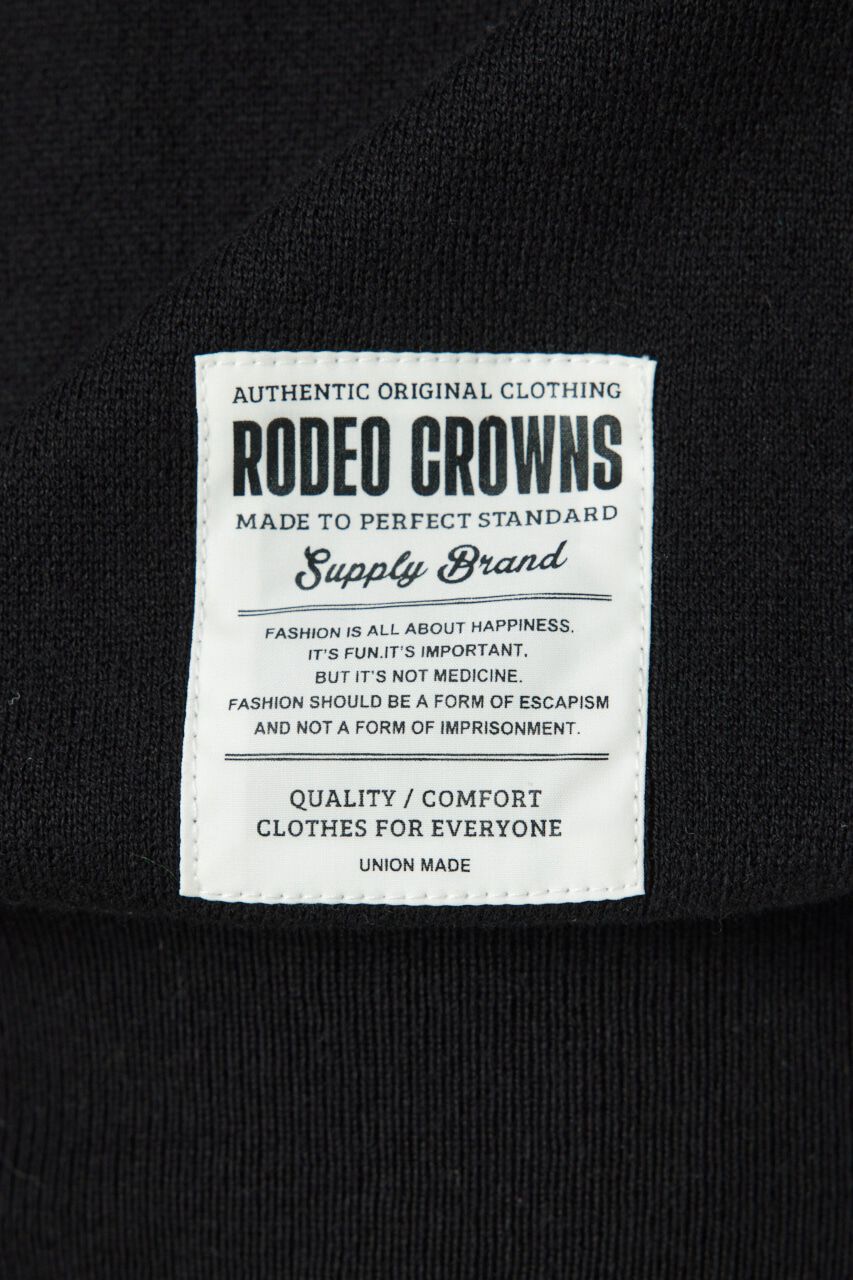 AUTHENTIC ORIGINAL CLOTHING
RODEO CROWNS
MADE TO PERFECT STANDARD
Supply Brand
FASHION IS ALL ABOUT HAPPINESS.
IT'S FUN.IT'S IMPORTANT,
BUT IT'S NOT MEDICINE.
FASHION SHOULD BE A FORM OF ESCAPISM
AND NOT A FORM OF IMPRISONMENT.
QUALITY / COMFORT
CLOTHES FOR EVERYONE
UNION MADE